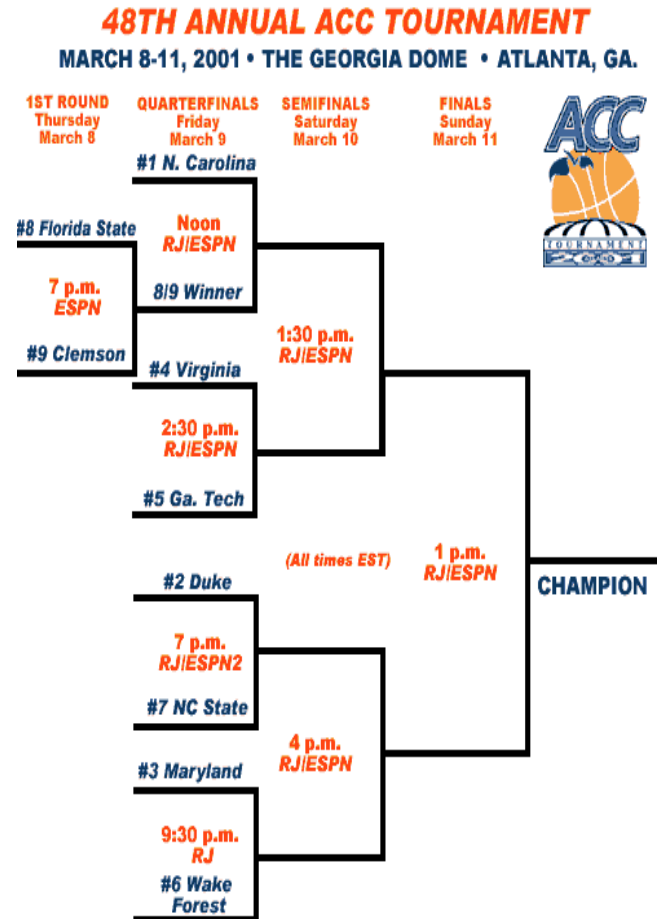 48TH ANNUAL ACC TOURNAMENT
MARCH 8-11, 2001 • THE GEORGIA DOME • ATLANTA, GA.
1ST ROUND
Thursday
March 8
QUARTERFINALS
Friday
March 9
SEMIFINALS
Saturday
March 10
FINALS
Sunday
March 11
ACC
TOURNAMENT
2001
#1 N. Carolina
Noon
RJ/ESPN
8/9 Winner
#8 Florida State
7 p.m.
ESPN
#9 Clemson
#4 Virginia
2:30 p.m.
RJ/ESPN
#5 Ga. Tech
1:30 p.m.
RJ/ESPN
(All times EST)
1 p.m.
RJ/ESPN
CHAMPION
#2 Duke
7 p.m.
RJ/ESPN2
#7 NC State
4 p.m.
RJ/ESPN
#3 Maryland
9:30 p.m.
RJ
#6 Wake
Forest